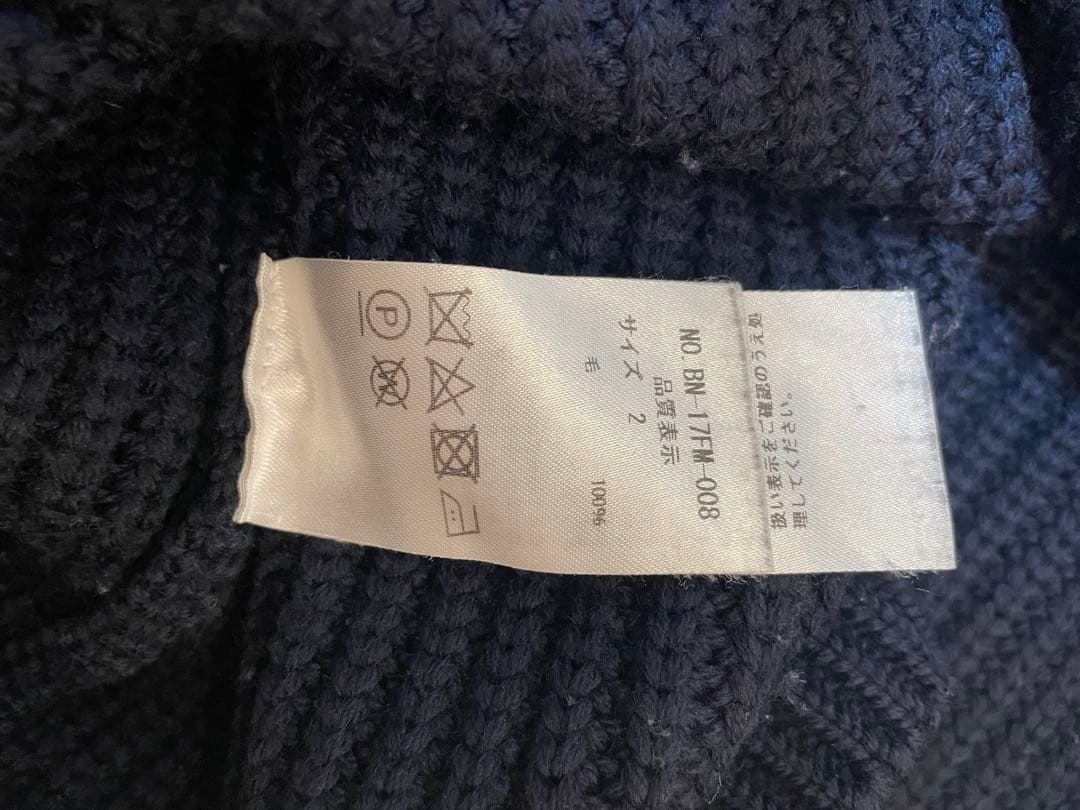 NO. BN-17FM-008
品質表示
サイズ 2
毛 100%
P
W
扱い表示をご確認のうえ処
理してください。